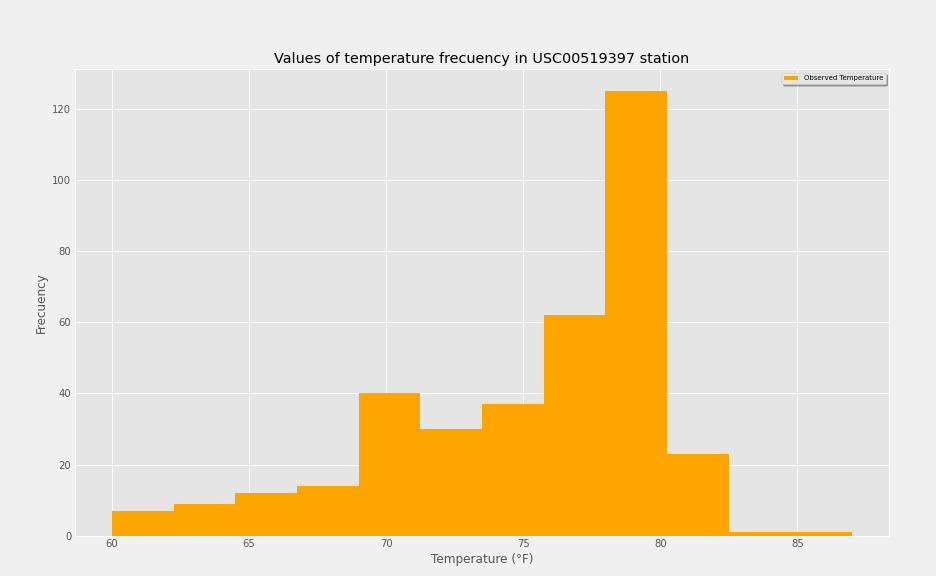 Values of temperature frecuency in USC00519397 station
Observed Temperature
120
100
80
60
40
20
0
Frecuency
60 65 70 75 80 85
Temperature (°F)